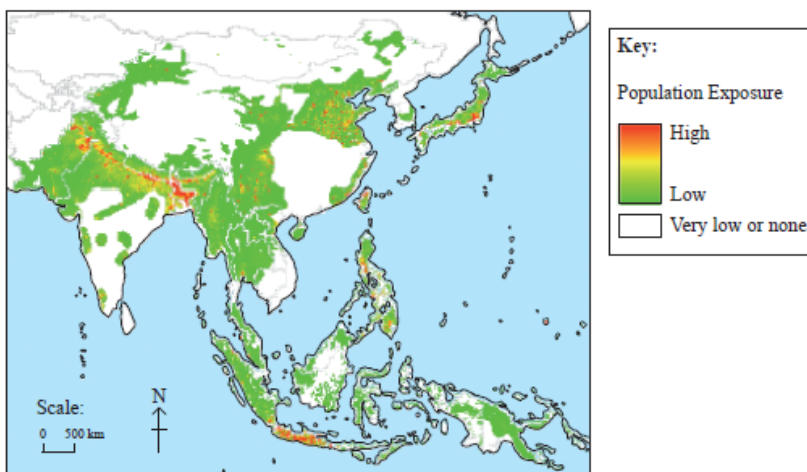 Key:
Population Exposure
High
Low
Very low or none
Scale:
0 500 km
N